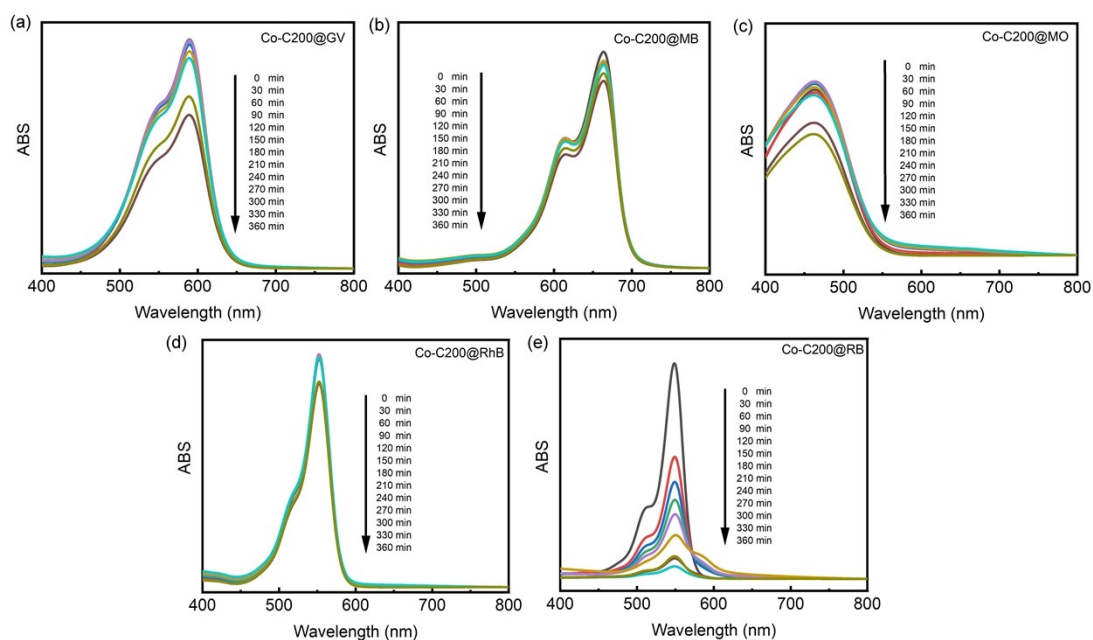 (a)
Co-C200@GV
0 min
30 min
60 min
90 min
120 min
150 min
180 min
210 min
240 min
270 min
300 min
330 min
360 min
ABS
400 500 600 700 800
Wavelength (nm)
(b)
Co-C200@MB
0 min
30 min
60 min
90 min
120 min
150 min
180 min
210 min
240 min
270 min
300 min
330 min
360 min
ABS
400 500 600 700 800
Wavelength (nm)
(c)
Co-C200@MO
0 min
30 min
60 min
90 min
120 min
150 min
180 min
210 min
240 min
270 min
300 min
330 min
360 min
ABS
400 500 600 700 800
Wavelength (nm)
(d)
Co-C200@RhB
0 min
30 min
60 min
90 min
120 min
150 min
180 min
210 min
240 min
270 min
300 min
330 min
360 min
ABS
400 500 600 700 800
Wavelength (nm)
(e)
Co-C200@RB
0 min
30 min
60 min
90 min
120 min
150 min
180 min
210 min
240 min
270 min
300 min
330 min
360 min
ABS
400 500 600 700 800
Wavelength (nm)